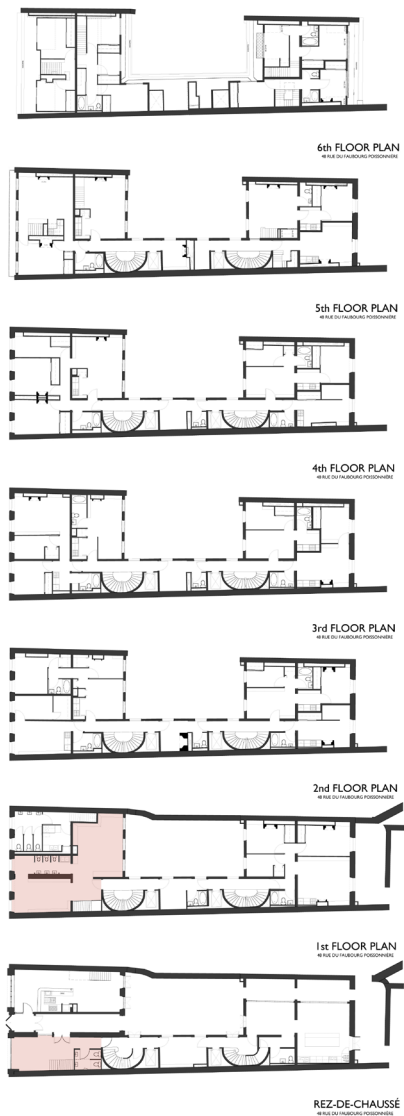 6th FLOOR PLAN
48 RUE DU FAUBOURG POISSONNIÈRE
5th FLOOR PLAN
48 RUE DU FAUBOURG POISSONNIÈRE
4th FLOOR PLAN
48 RUE DU FAUBOURG POISSONNIÈRE
3rd FLOOR PLAN
48 RUE DU FAUBOURG POISSONNIÈRE
2nd FLOOR PLAN
48 RUE DU FAUBOURG POISSONNIÈRE
1st FLOOR PLAN
48 RUE DU FAUBOURG POISSONNIÈRE
REZ-DE-CHAUSSÉ
48 RUE DU FAUBOURG POISSONNIÈRE